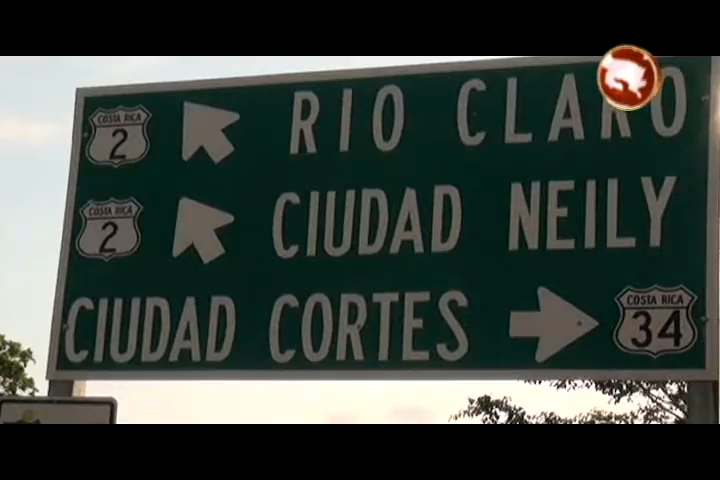 COSTA RICA 2 RIO CLARO
COSTA RICA 2 CIUDAD NEILY
CIUDAD CORTES COSTA RICA 34